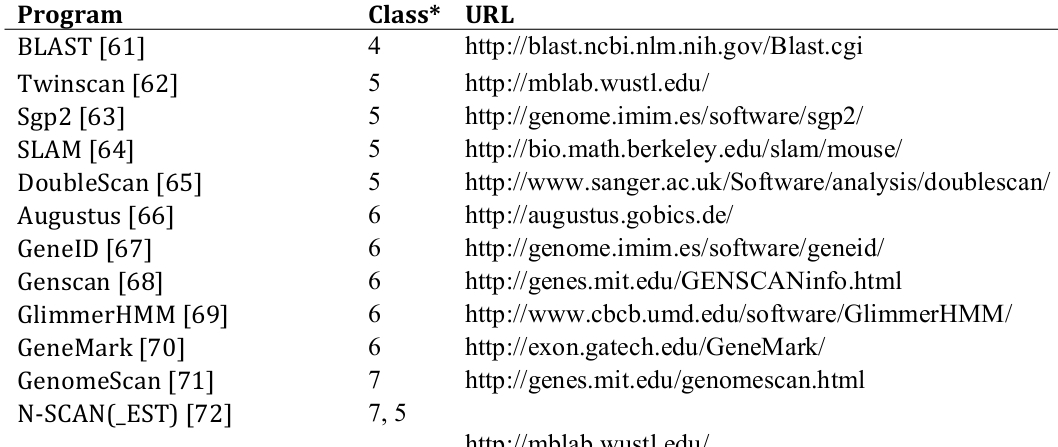 Program Class* URL
BLAST [61] 4 http://blast.ncbi.nlm.nih.gov/Blast.cgi
Twinscan [62] 5 http://mblab.wustl.edu/
Sgp2 [63] 5 http://genome.imim.es/software/sgp2/
SLAM [64] 5 http://bio.math.berkeley.edu/slam/mouse/
DoubleScan [65] 5 http://www.sanger.ac.uk/Software/analysis/doublescan/
Augustus [66] 6 http://augustus.gobics.de/
GeneID [67] 6 http://genome.imim.es/software/geneid/
Genscan [68] 6 http://genes.mit.edu/GENSCANinfo.html
GlimmerHMM [69] 6 http://www.cbcb.umd.edu/software/GlimmerHMM/
GeneMark [70] 6 http://exon.gatech.edu/GeneMark/
GenomeScan [71] 7 http://genes.mit.edu/genomescan.html
N-SCAN(_EST) [72] 7, 5
http://mblab.wustl.edu/